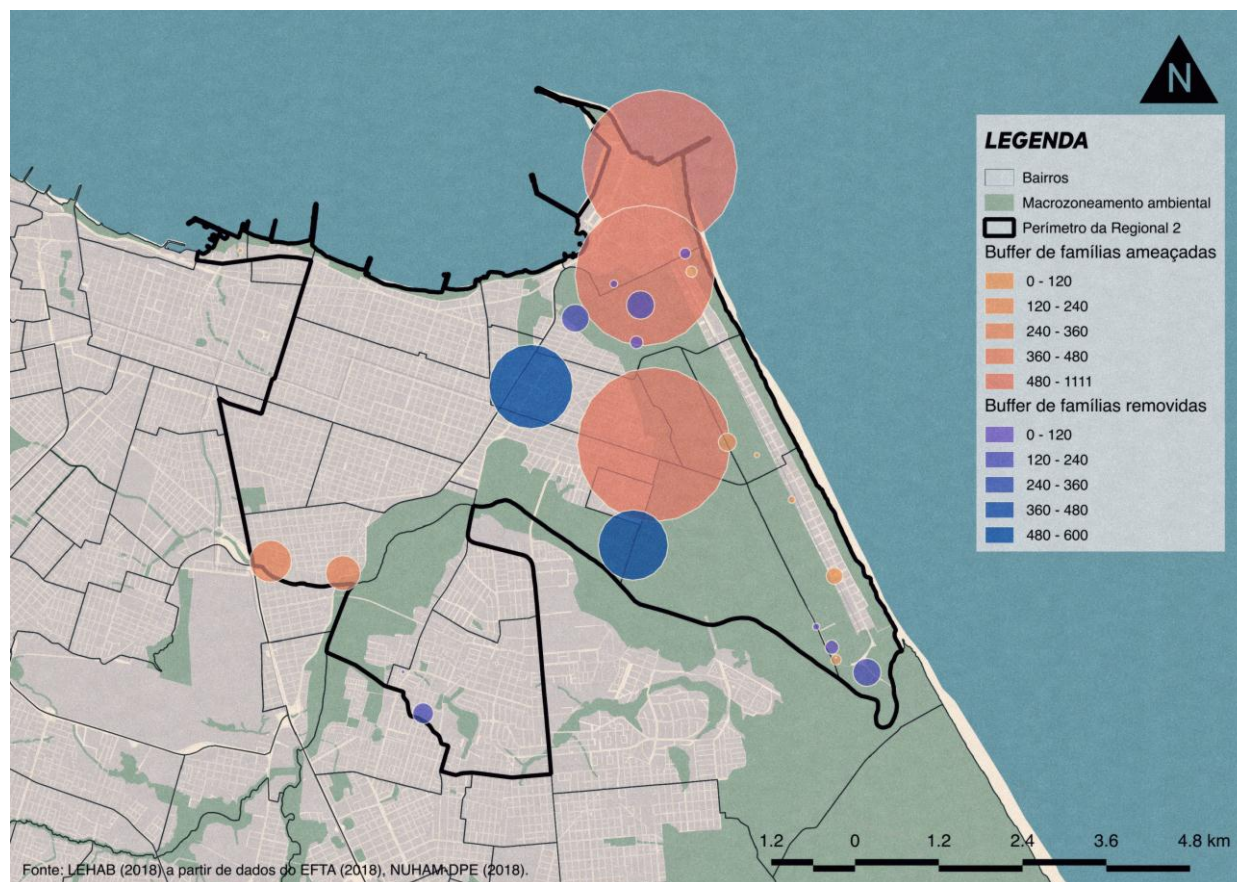 N
LEGENDA
Bairros
Macrozoneamento ambiental
Perímetro da Regional 2
Buffer de famílias ameaçadas
0 - 120
120 - 240
240 - 360
360 - 480
480 - 1111
Buffer de famílias removidas
0 - 120
120 - 240
240 - 360
360 - 480
480 - 600
1.2 0 1.2 2.4 3.6 4.8 km
Fonte: LEHAB (2018) a partir de dados do EFTA (2018), NUHAM-DPE (2018).